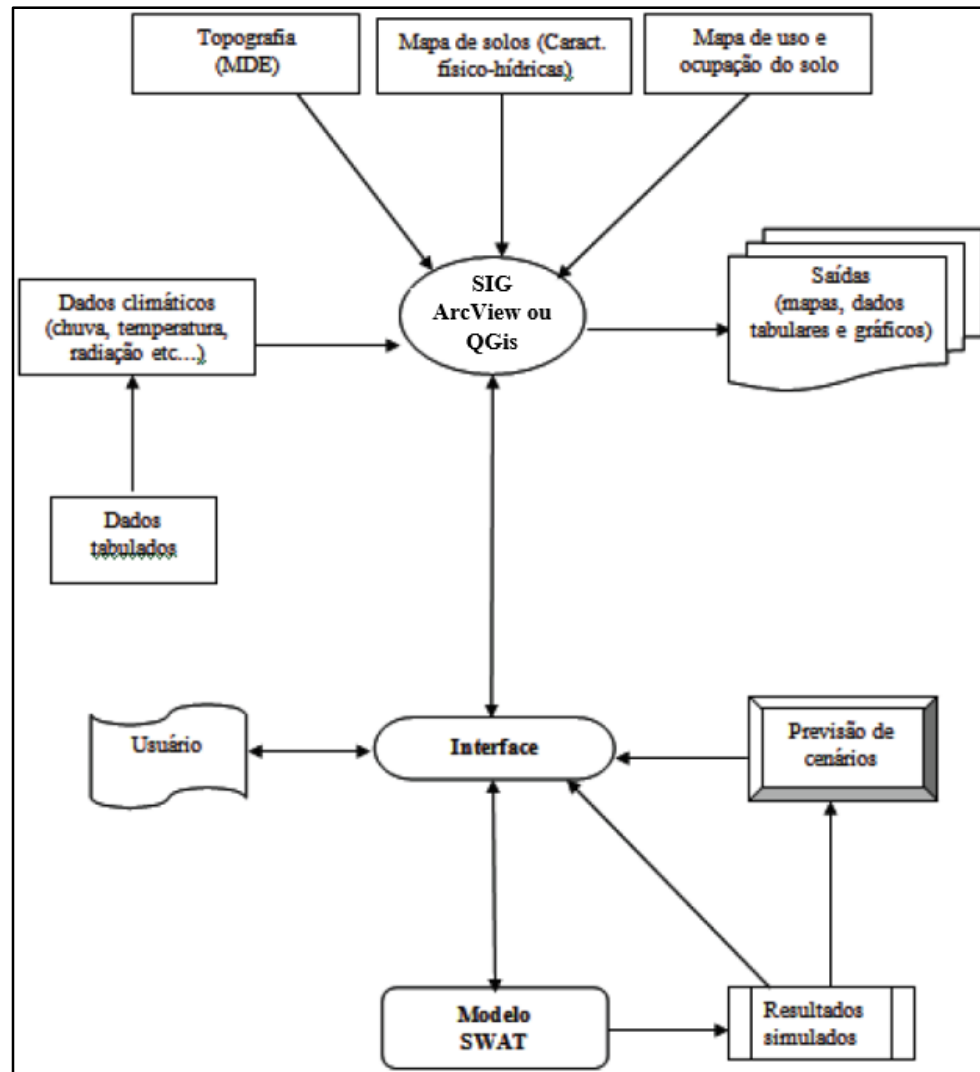 Topografia
(MDE)
Mapa de solos (Caract.
físico-hídricas)
Mapa de uso e
ocupação do solo
SIG
ArcView ou
QGis
Saídas
(mapas, dados
tabulares e gráficos)
Dados climáticos
(chuva, temperatura,
radiação etc...)
Dados
tabulados
Usuário
Interface
Previsão de
cenários
Modelo
SWAT
Resultados
simulados